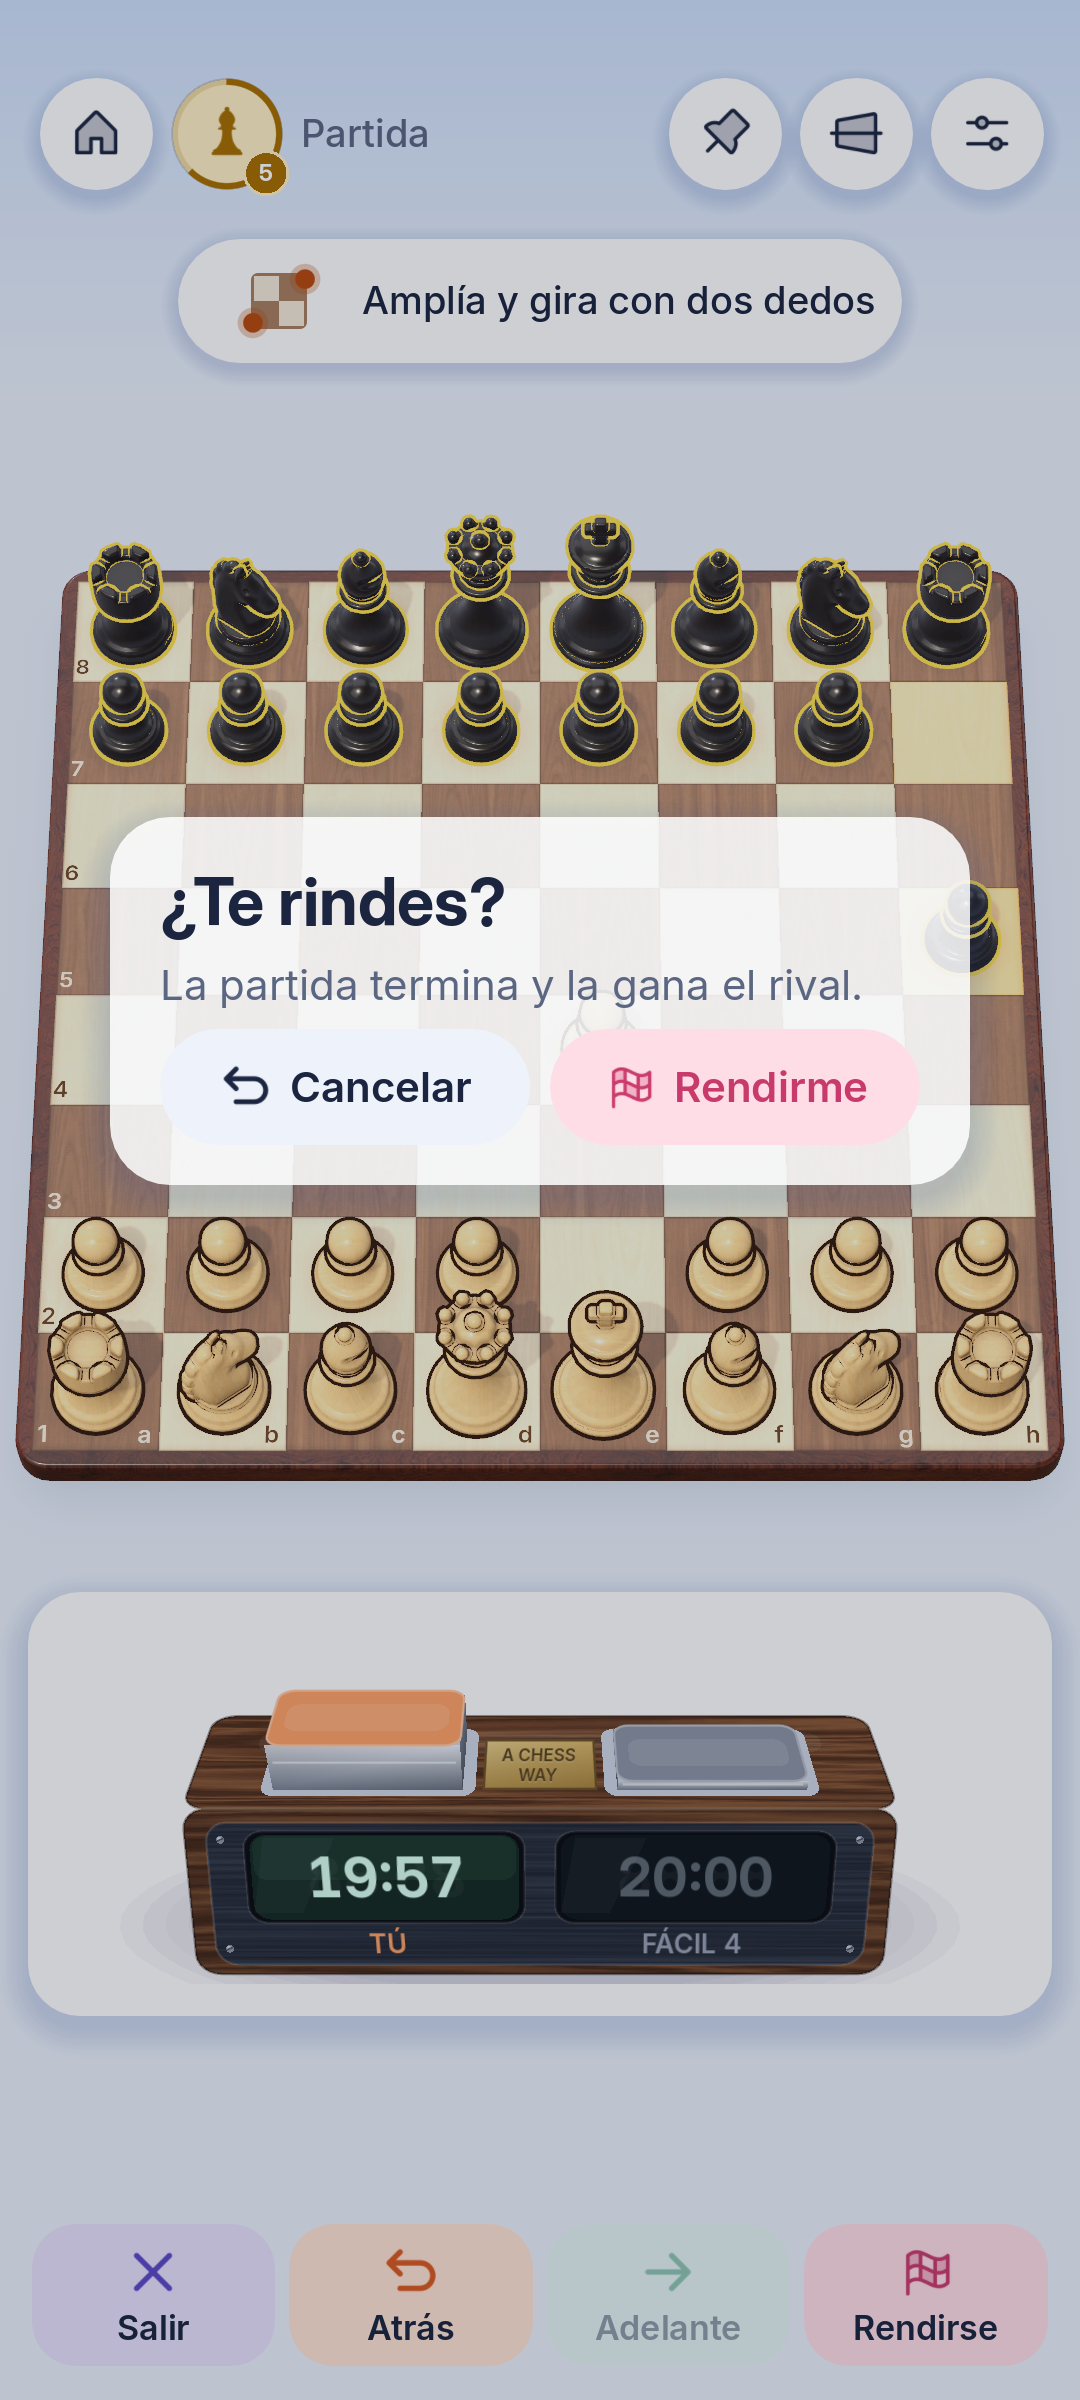 Partida
5
Amplía y gira con dos dedos
8
7
6
5
4
3
2
1
a b c d e f g h
¿Te rindes?
La partida termina y la gana el rival.
Cancelar
Rendirme
A CHESS
WAY
19:57
20:00
TÚ
FÁCIL 4
Salir
Atrás
Adelante
Rendirse